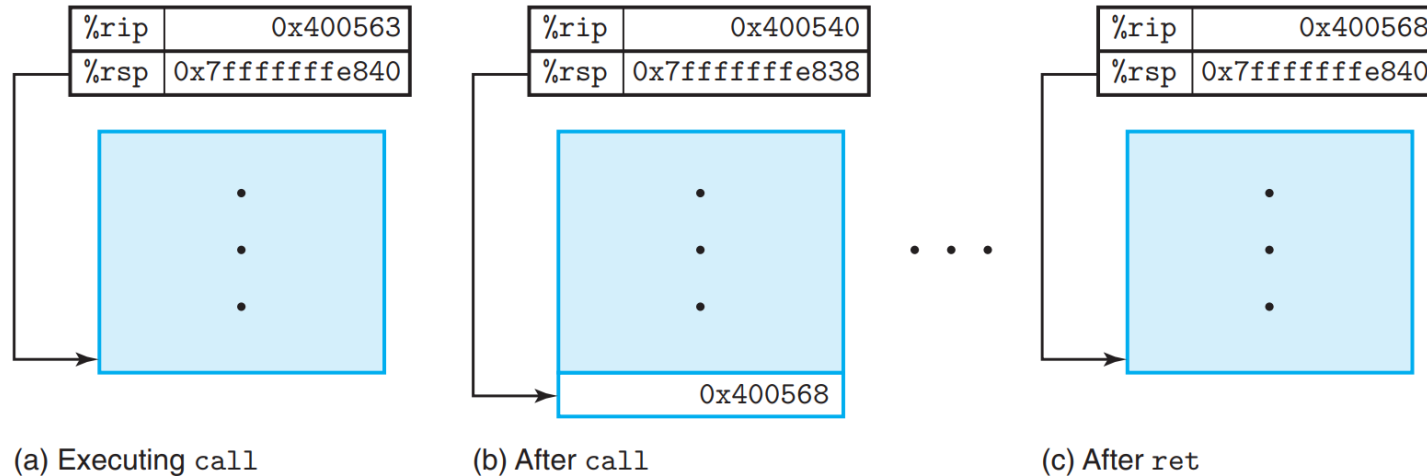 %rip 0x400563
%rsp 0x7fffffffe840
(a) Executing call
%rip 0x400540
%rsp 0x7fffffffe838
0x400568
(b) After call
%rip 0x400568
%rsp 0x7fffffffe840
(c) After ret